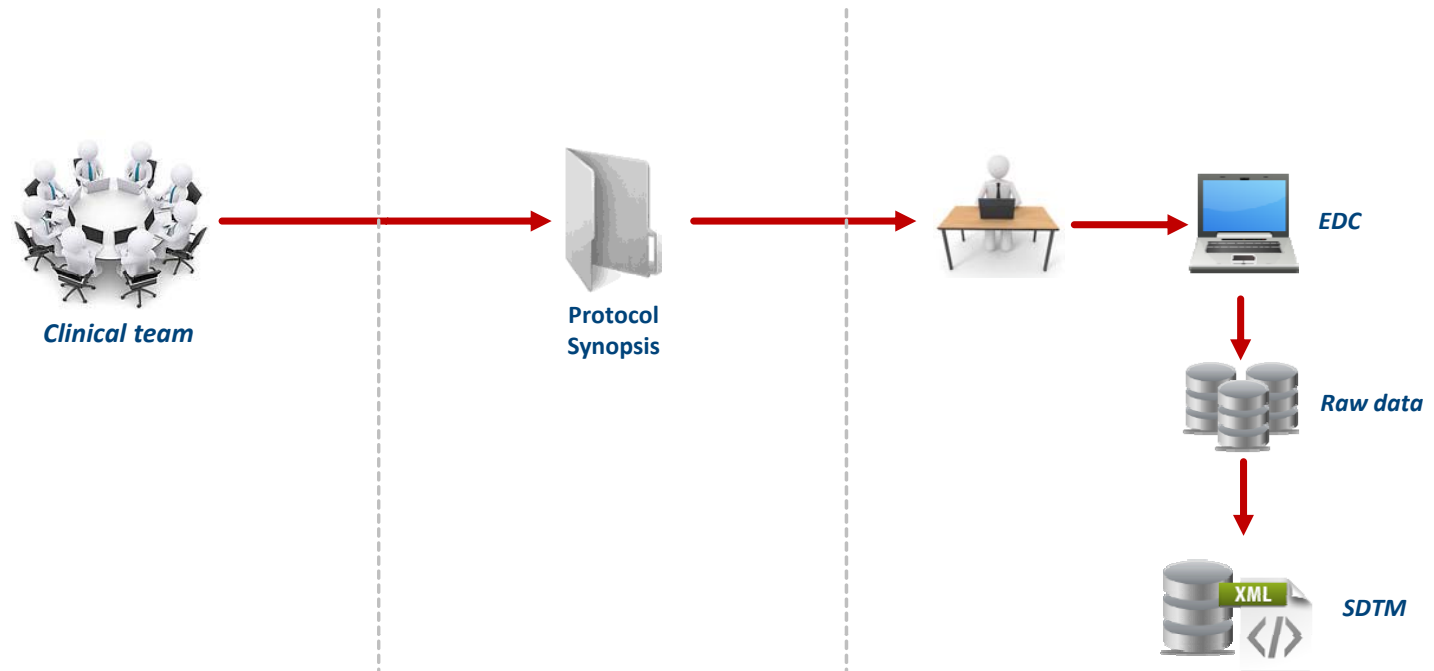 Clinical team
Protocol
Synopsis
EDC
Raw data
XML
</>
SDTM